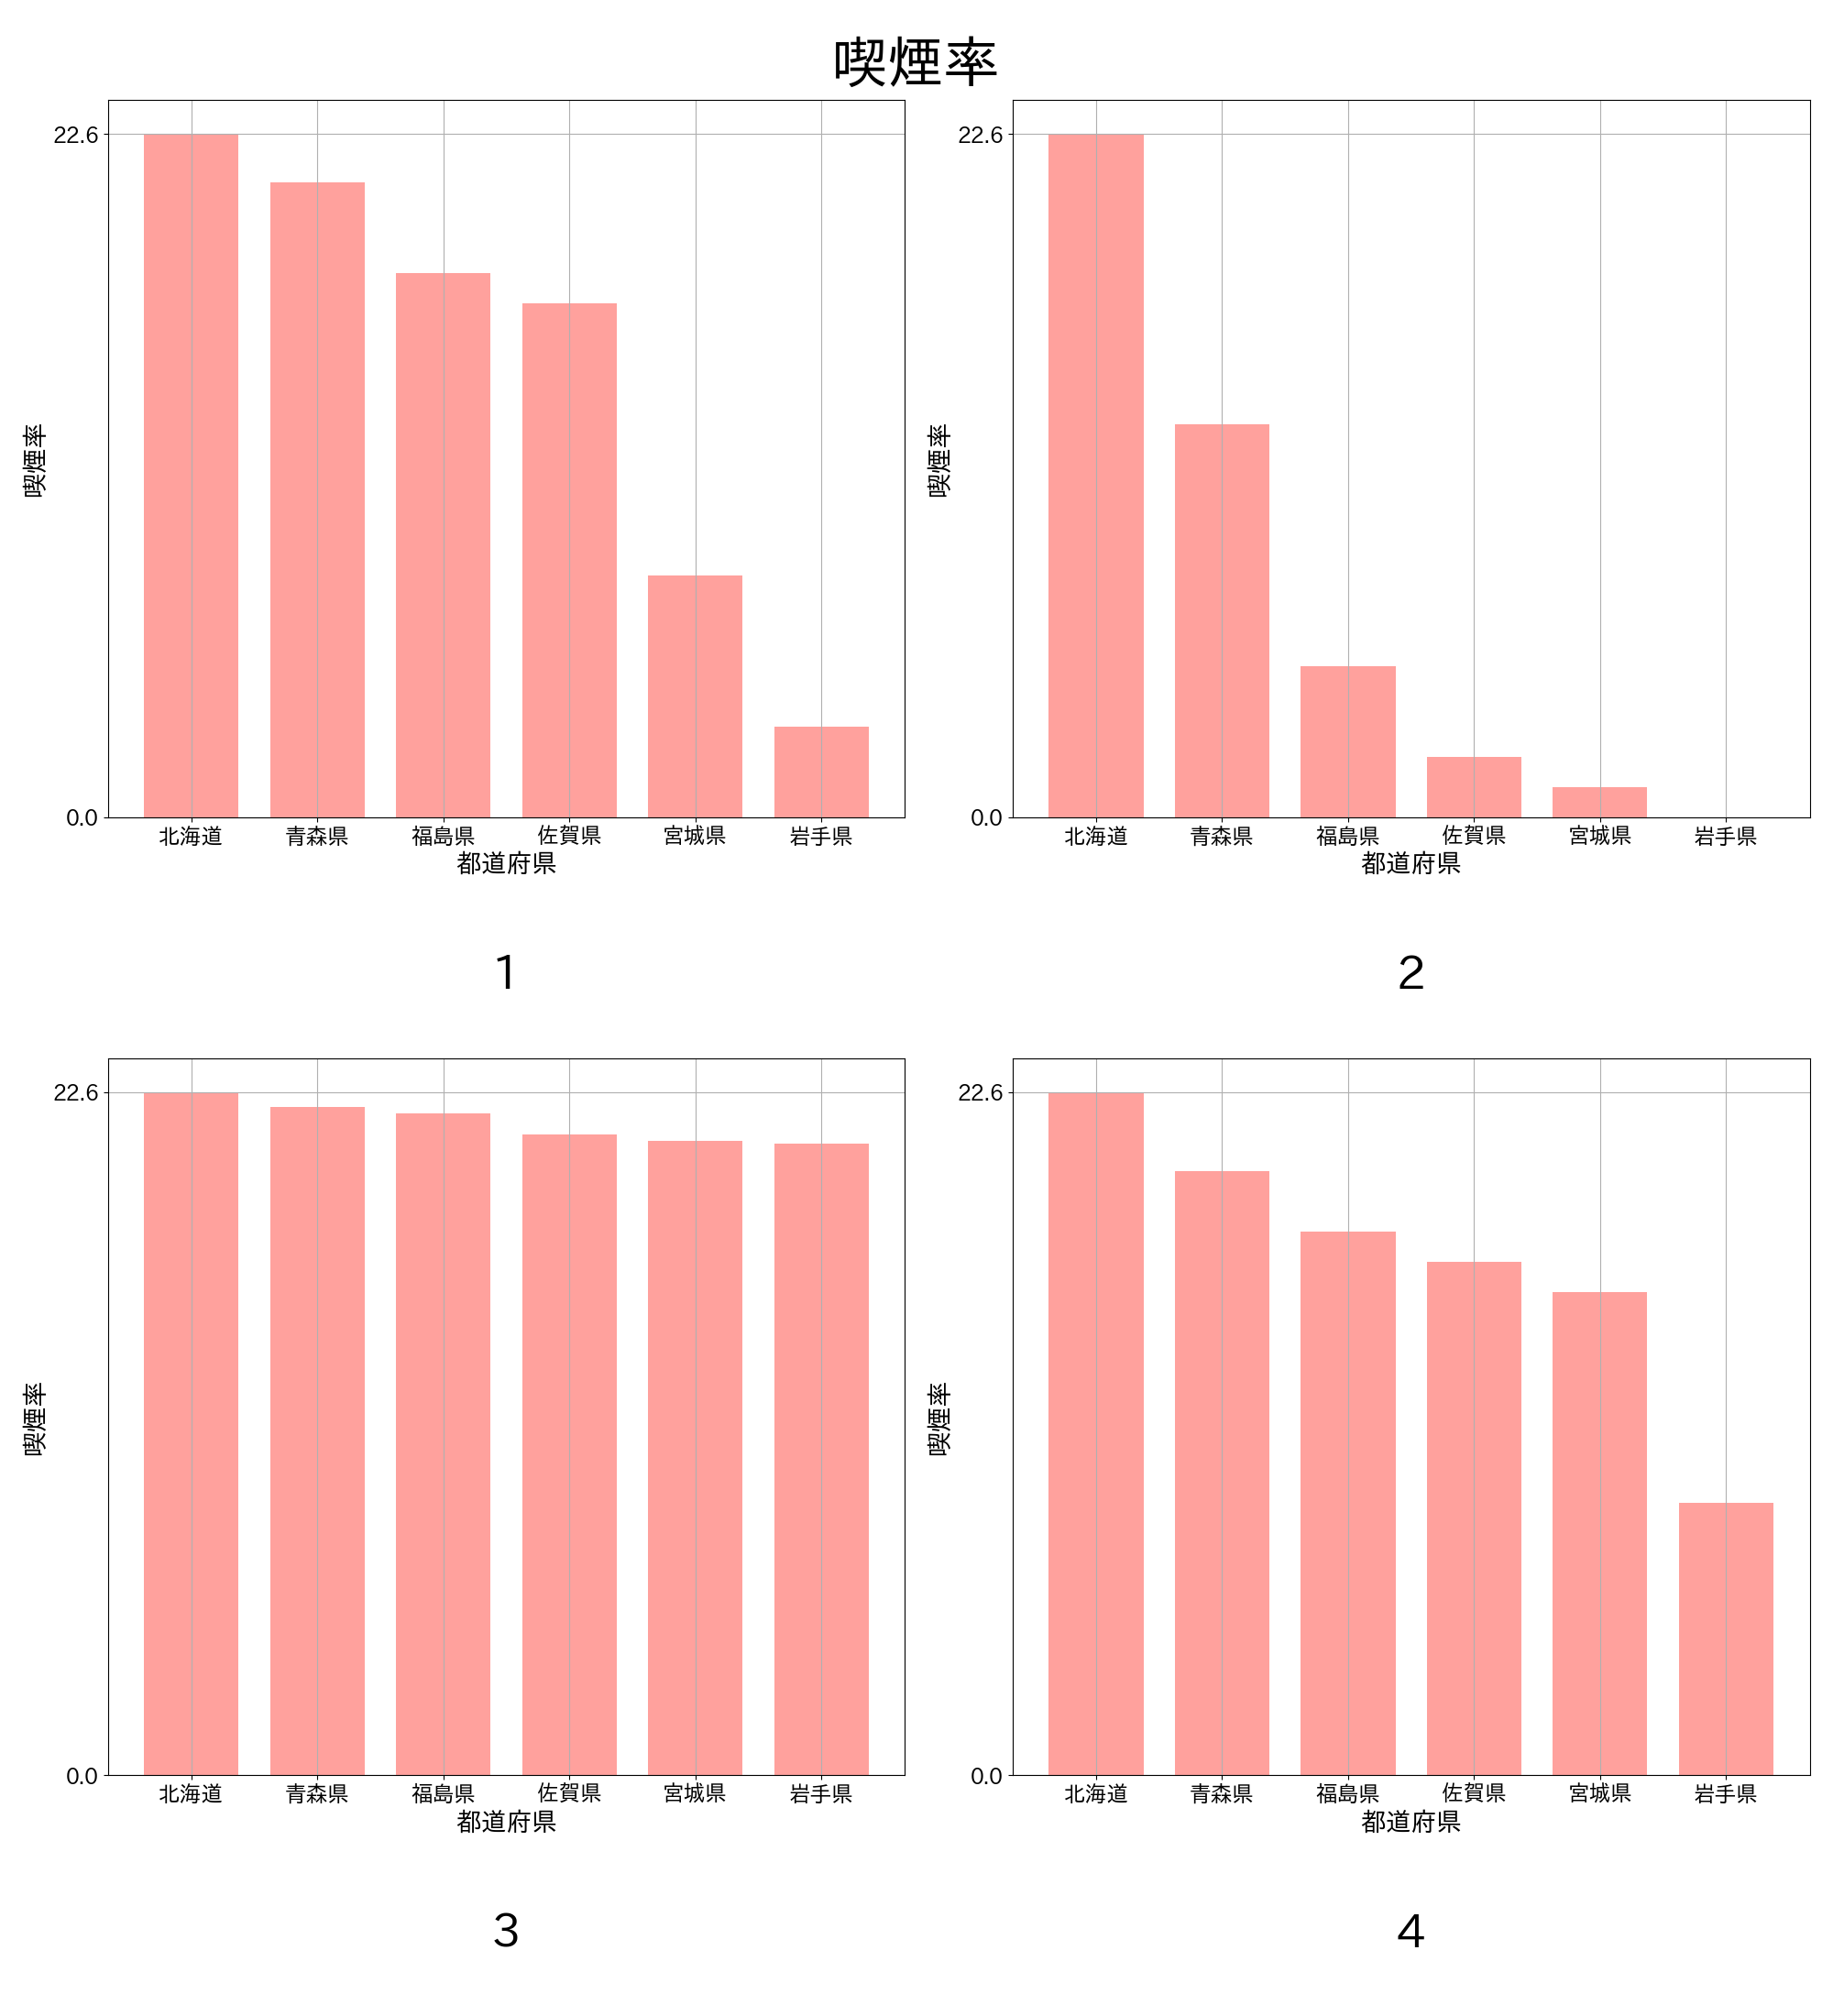 喫煙率
22.6
喫煙率
0.0
北海道 青森県 福島県 佐賀県 宮城県 岩手県
都道府県
1
22.6
喫煙率
0.0
北海道 青森県 福島県 佐賀県 宮城県 岩手県
都道府県
2
22.6
喫煙率
0.0
北海道 青森県 福島県 佐賀県 宮城県 岩手県
都道府県
3
22.6
喫煙率
0.0
北海道 青森県 福島県 佐賀県 宮城県 岩手県
都道府県
4